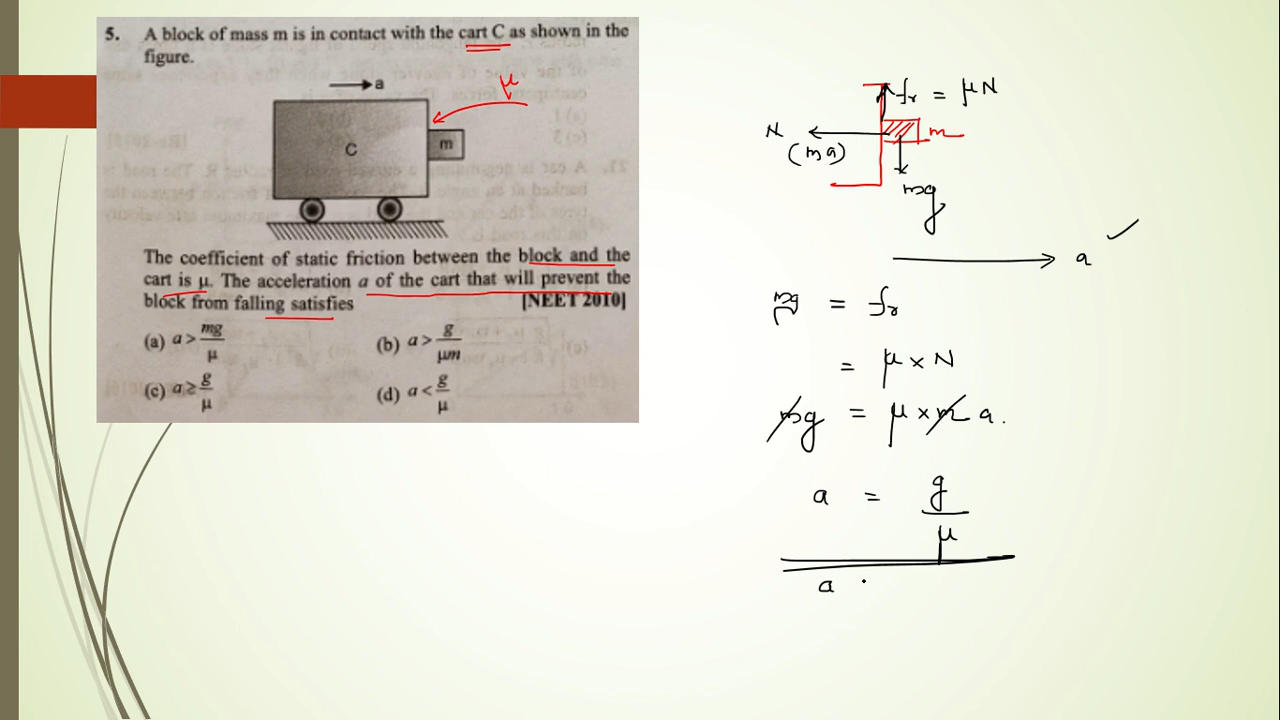 5. A block of mass m is in contact with the cart C as shown in the
figure.
a
μ
C
m
The coefficient of static friction between the block and the
cart is μ. The acceleration a of the cart that will prevent the
block from falling satisfies [NEET 2010]
(a) a > mg/μ (b) a > g/μm
(c) a ≥ g/μ (d) a < g/μ
fr = μN
N m
(ma)
mg
a ✓
mg = fr
= μ × N
mg = μ × m a.
a = g/μ
a .